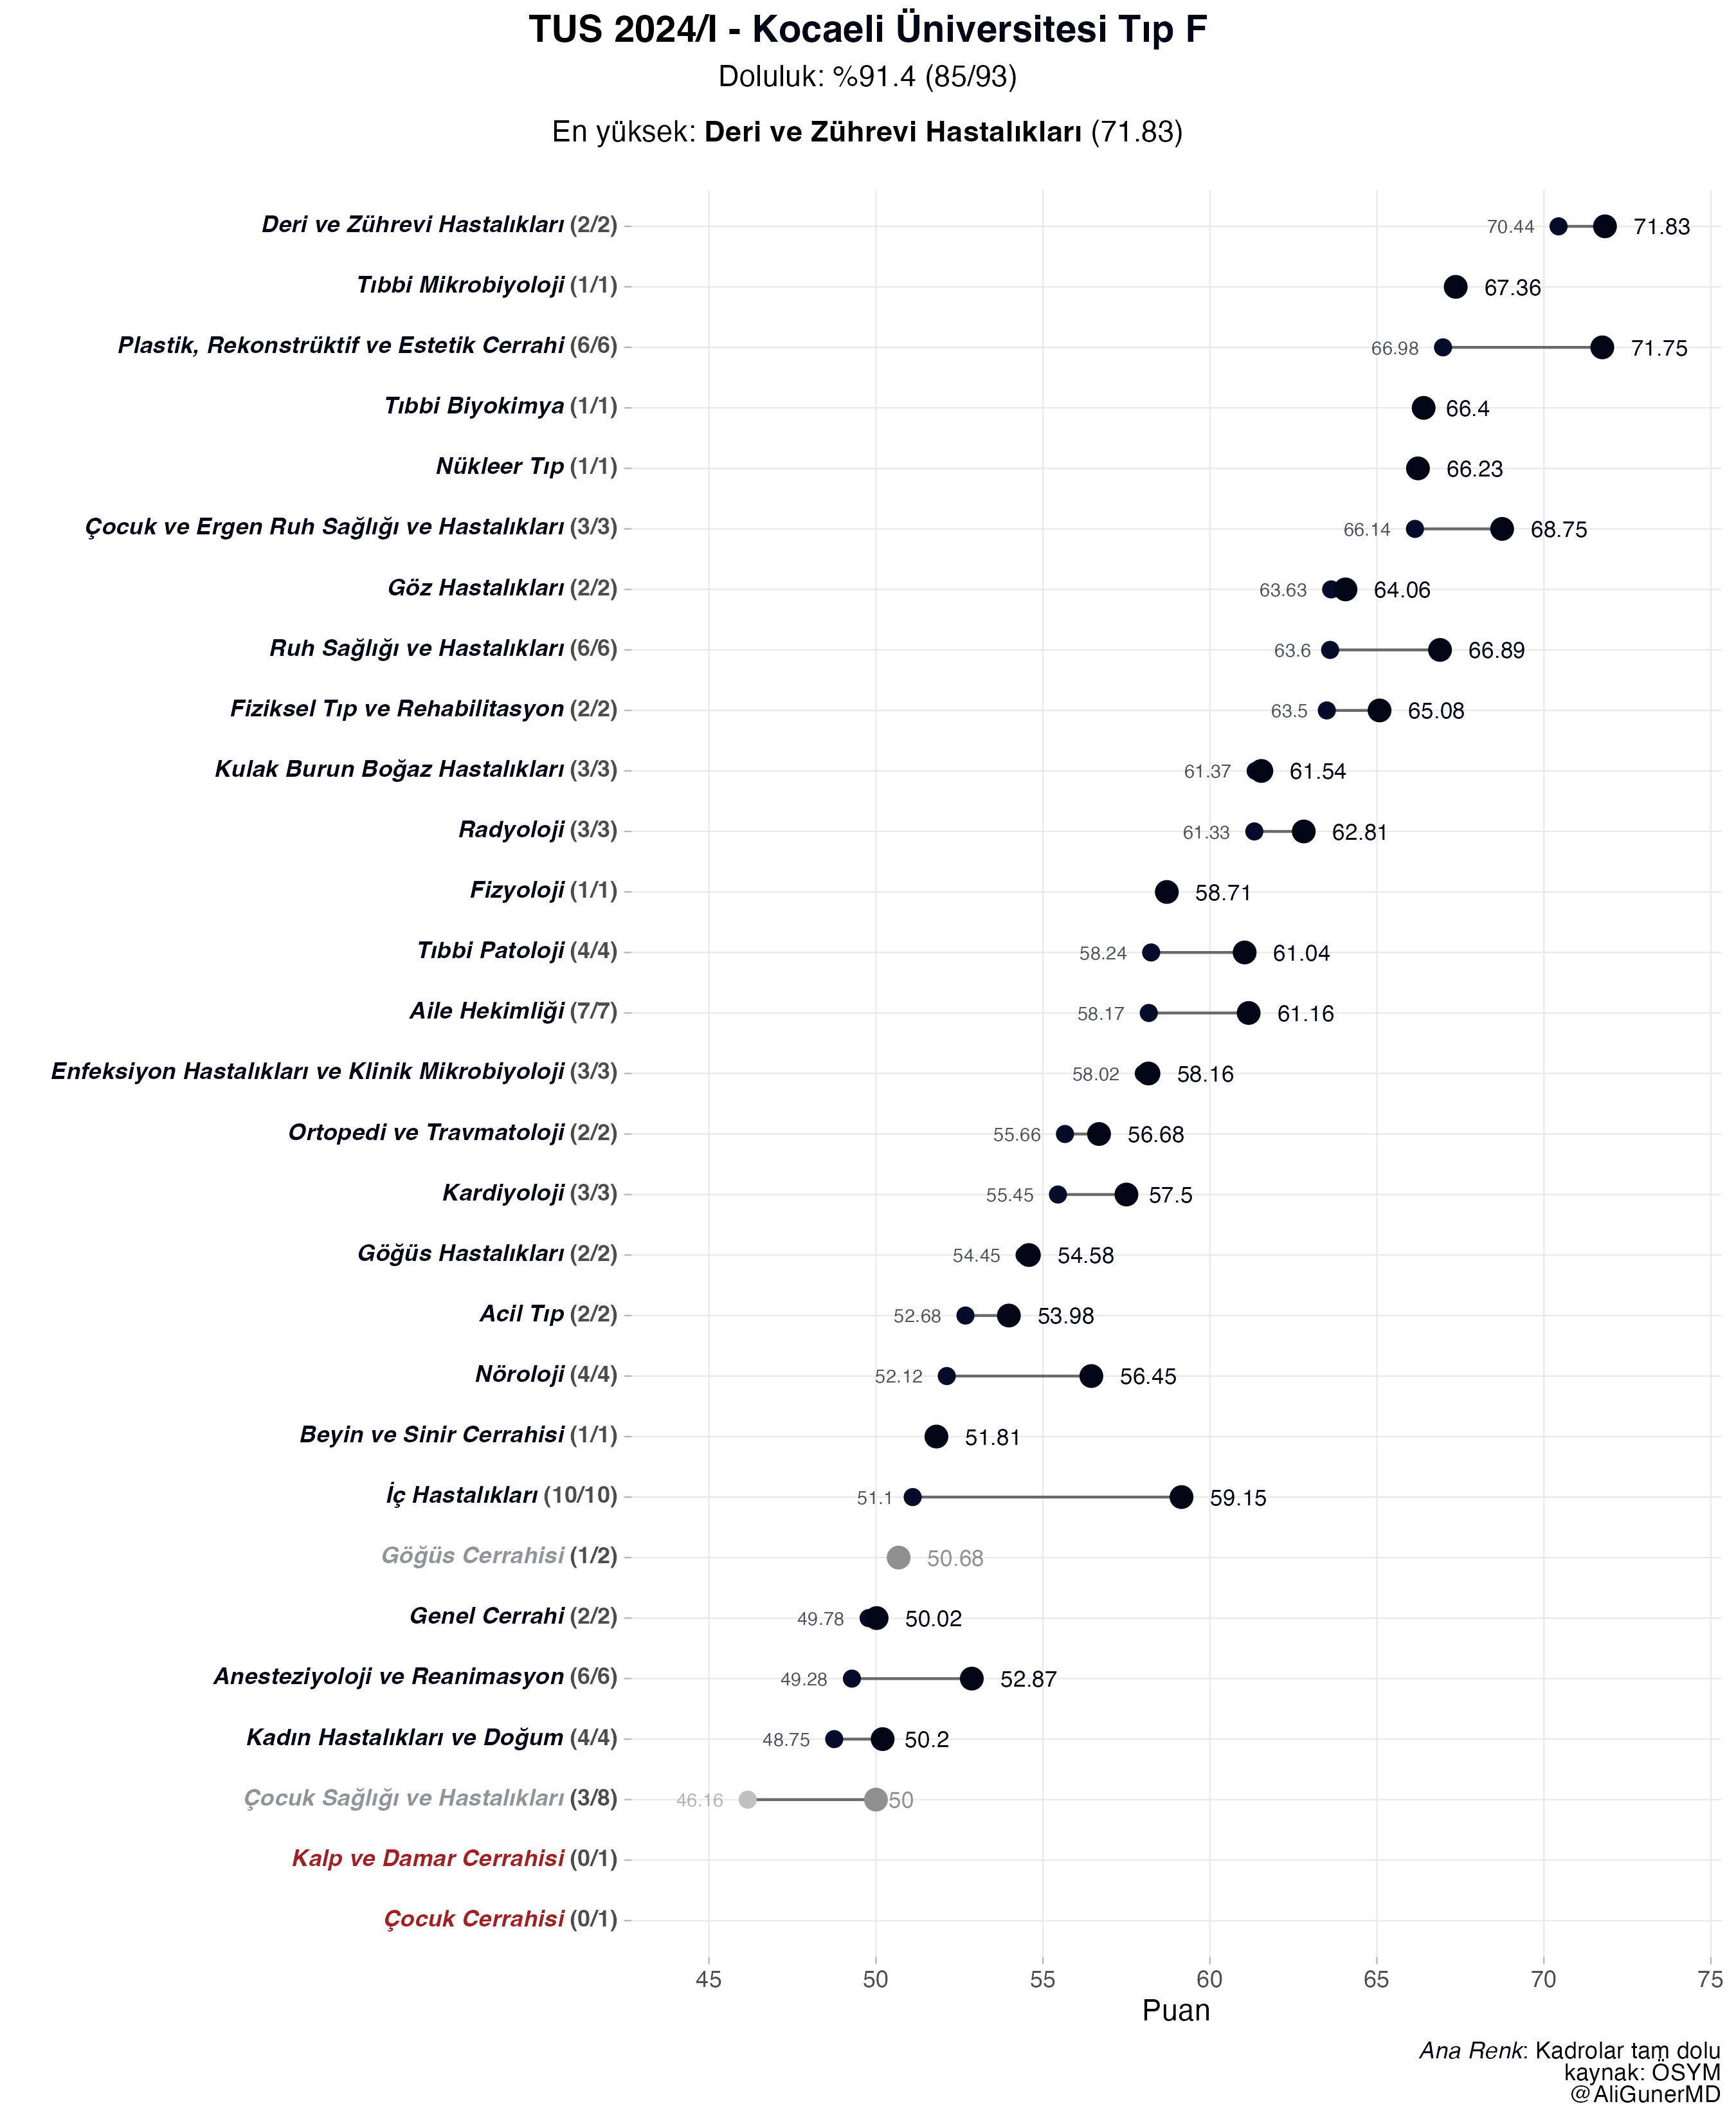 TUS 2024/I - Kocaeli Üniversitesi Tıp F
Doluluk: %91.4 (85/93)
En yüksek: Deri ve Zührevi Hastalıkları (71.83)
Deri ve Zührevi Hastalıkları (2/2) 70.44 71.83
Tıbbi Mikrobiyoloji (1/1) 67.36
Plastik, Rekonstrüktif ve Estetik Cerrahi (6/6) 66.98 71.75
Tıbbi Biyokimya (1/1) 66.4
Nükleer Tıp (1/1) 66.23
Çocuk ve Ergen Ruh Sağlığı ve Hastalıkları (3/3) 66.14 68.75
Göz Hastalıkları (2/2) 63.63 64.06
Ruh Sağlığı ve Hastalıkları (6/6) 63.6 66.89
Fiziksel Tıp ve Rehabilitasyon (2/2) 63.5 65.08
Kulak Burun Boğaz Hastalıkları (3/3) 61.37 61.54
Radyoloji (3/3) 61.33 62.81
Fizyoloji (1/1) 58.71
Tıbbi Patoloji (4/4) 58.24 61.04
Aile Hekimliği (7/7) 58.17 61.16
Enfeksiyon Hastalıkları ve Klinik Mikrobiyoloji (3/3) 58.02 58.16
Ortopedi ve Travmatoloji (2/2) 55.66 56.68
Kardiyoloji (3/3) 55.45 57.5
Göğüs Hastalıkları (2/2) 54.45 54.58
Acil Tıp (2/2) 52.68 53.98
Nöroloji (4/4) 52.12 56.45
Beyin ve Sinir Cerrahisi (1/1) 51.81
İç Hastalıkları (10/10) 51.1 59.15
Göğüs Cerrahisi (1/2) 50.68
Genel Cerrahi (2/2) 49.78 50.02
Anesteziyoloji ve Reanimasyon (6/6) 49.28 52.87
Kadın Hastalıkları ve Doğum (4/4) 48.75 50.2
Çocuk Sağlığı ve Hastalıkları (3/8) 46.16 50
Kalp ve Damar Cerrahisi (0/1)
Çocuk Cerrahisi (0/1)
45 50 55 60 65 70 75
Puan
Ana Renk: Kadrolar tam dolu
kaynak: ÖSYM
@AliGunerMD